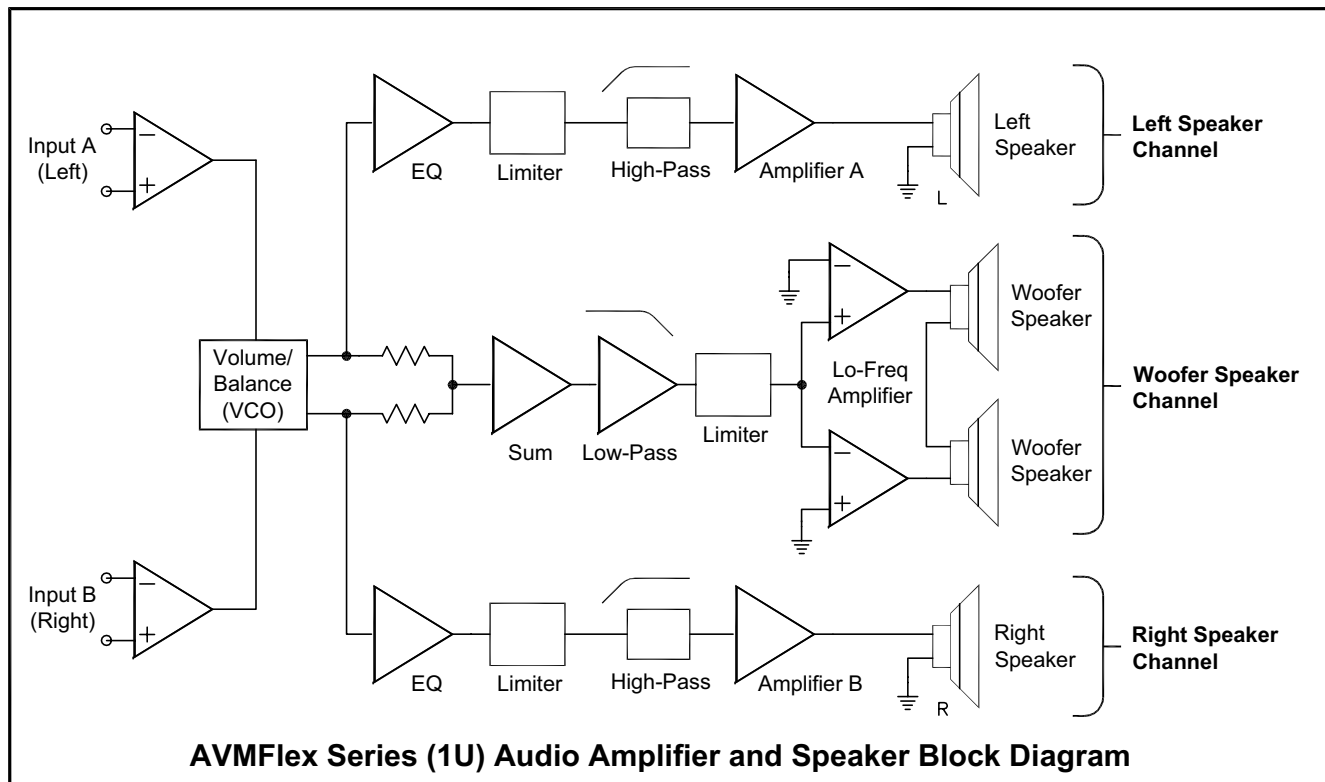 Input A
(Left)
−
+
EQ
Limiter
High-Pass
Amplifier A
L
Left
Speaker
Left Speaker
Channel
Volume/
Balance
(VCO)
Sum
Low-Pass
Limiter
−
+
Lo-Freq
Amplifier
−
+
Woofer
Speaker
Woofer
Speaker
Woofer Speaker
Channel
Input B
(Right)
−
+
EQ
Limiter
High-Pass
Amplifier B
R
Right
Speaker
Right Speaker
Channel
AVMFlex Series (1U) Audio Amplifier and Speaker Block Diagram